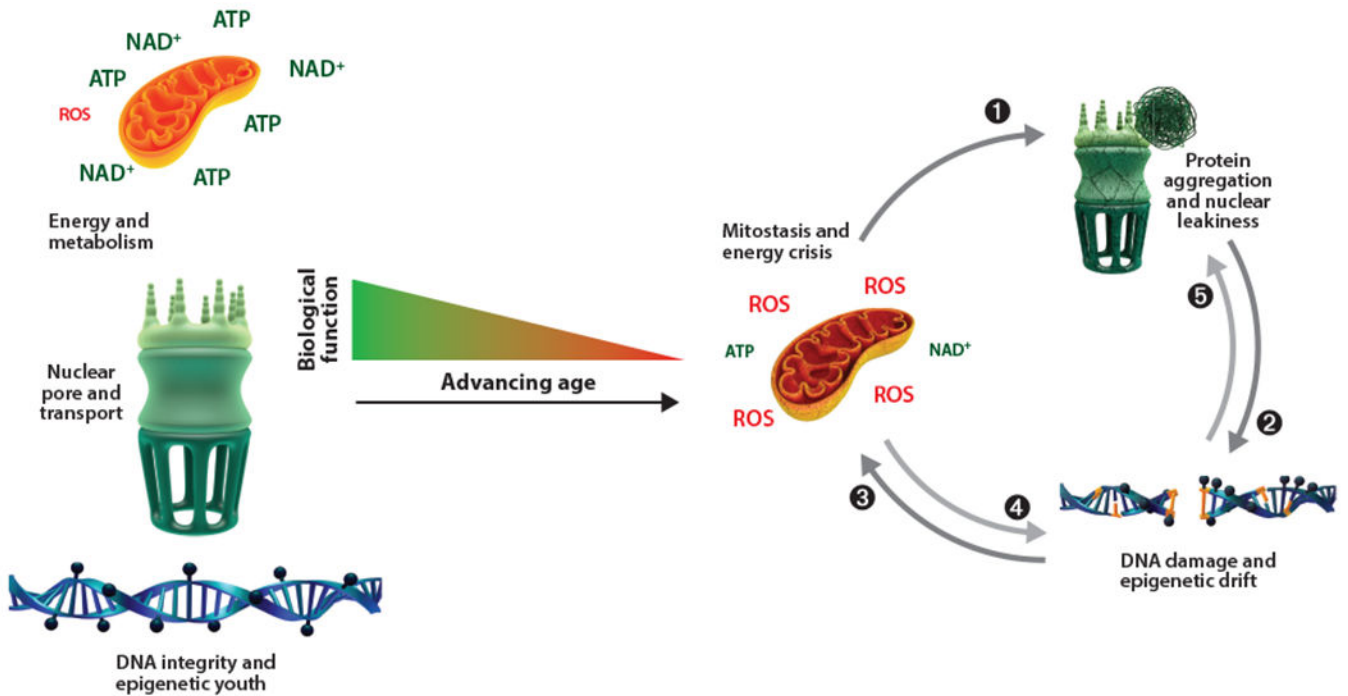 ATP
NAD⁺
ATP
NAD⁺
ROS
ATP
NAD⁺
ATP
Energy and
metabolism
Nuclear
pore and
transport
DNA integrity and
epigenetic youth
Biological
function
Advancing age
Mitostasis and
energy crisis
ROS
ROS
ATP
NAD⁺
ROS
ROS
1
Protein
aggregation
and nuclear
leakiness
5
2
3
4
DNA damage and
epigenetic drift